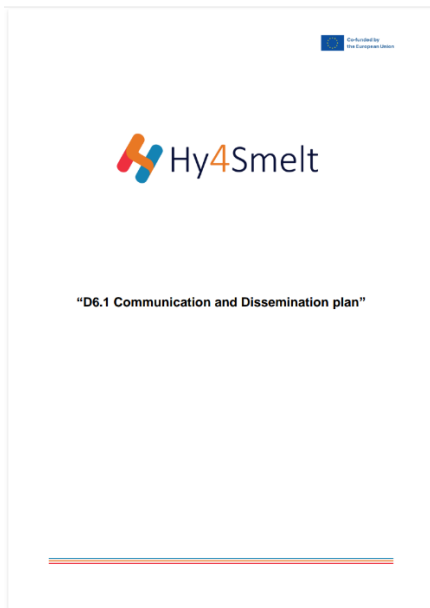 Co-funded by
the European Union
Hy4Smelt
“D6.1 Communication and Dissemination plan”